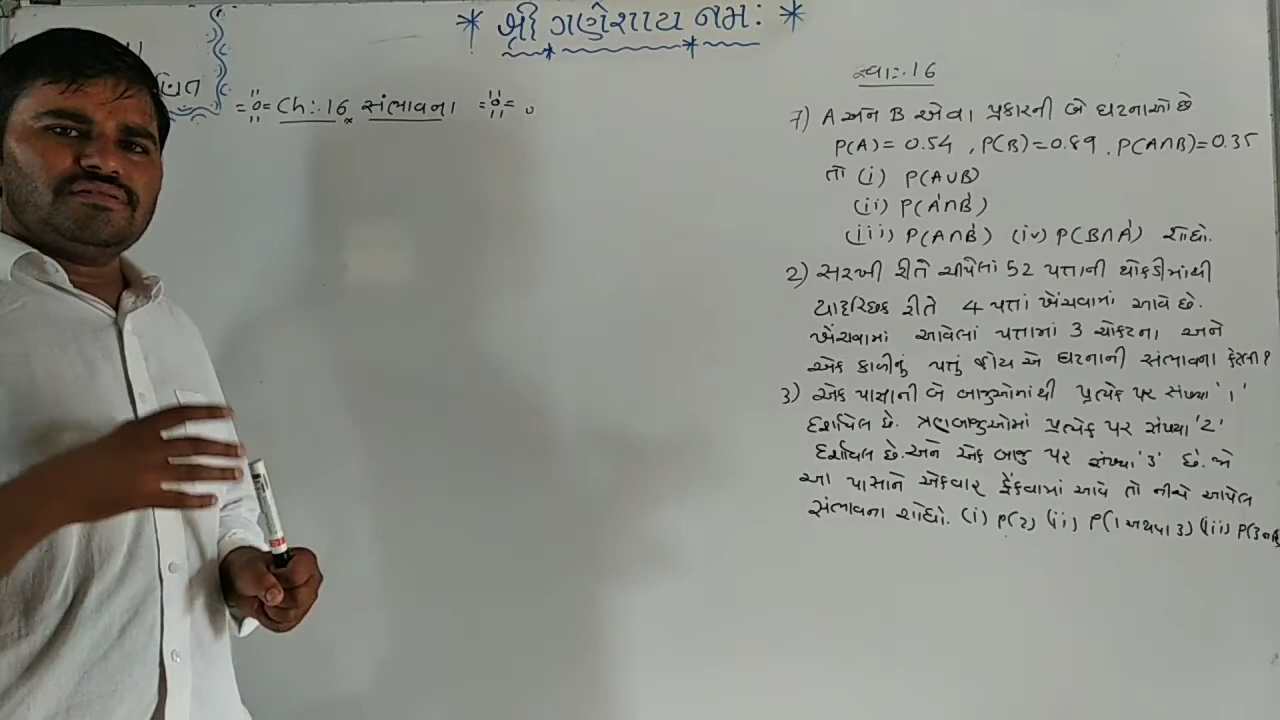 * શ્રી ગણેશાય નમઃ *
Ch:. 16 સંભાવના
સ્વા:. 16
7) A અને B એવા પ્રકારની બે ઘટનાઓ છે
P(A) = 0.54 , P(B) = 0.69 , P(A∩B) = 0.35
તો (i) P(A∪B)
(ii) P(A'∩B')
(iii) P(A∩B') (iv) P(B∩A') શોધો.
2) સરખી રીતે ચીપેલાં 52 પત્તાની થોકડીમાંથી
યાદચ્છિક રીતે 4 પત્તાં ખેંચવામાં આવે છે.
ખેંચવામાં આવેલાં પત્તામાં 3 ચોકટના અને
એક કાળીનું પત્તું હોય એ ઘટનાની સંભાવના કેટલી?
3) એક પાસાની બે બાજુઓમાંથી પ્રત્યેક પર સંખ્યા '1'
દર્શાવેલ છે. ત્રણ બાજુઓમાં પ્રત્યેક પર સંખ્યા '2'
દર્શાવેલ છે. અને એક બાજુ પર સંખ્યા '3' છે. જો
આ પાસાને એકવાર ફેંકવામાં આવે તો નીચે આપેલ
સંભાવના શોધો. (i) P(2) (ii) P(1 અથવા 3) (iii) P(3